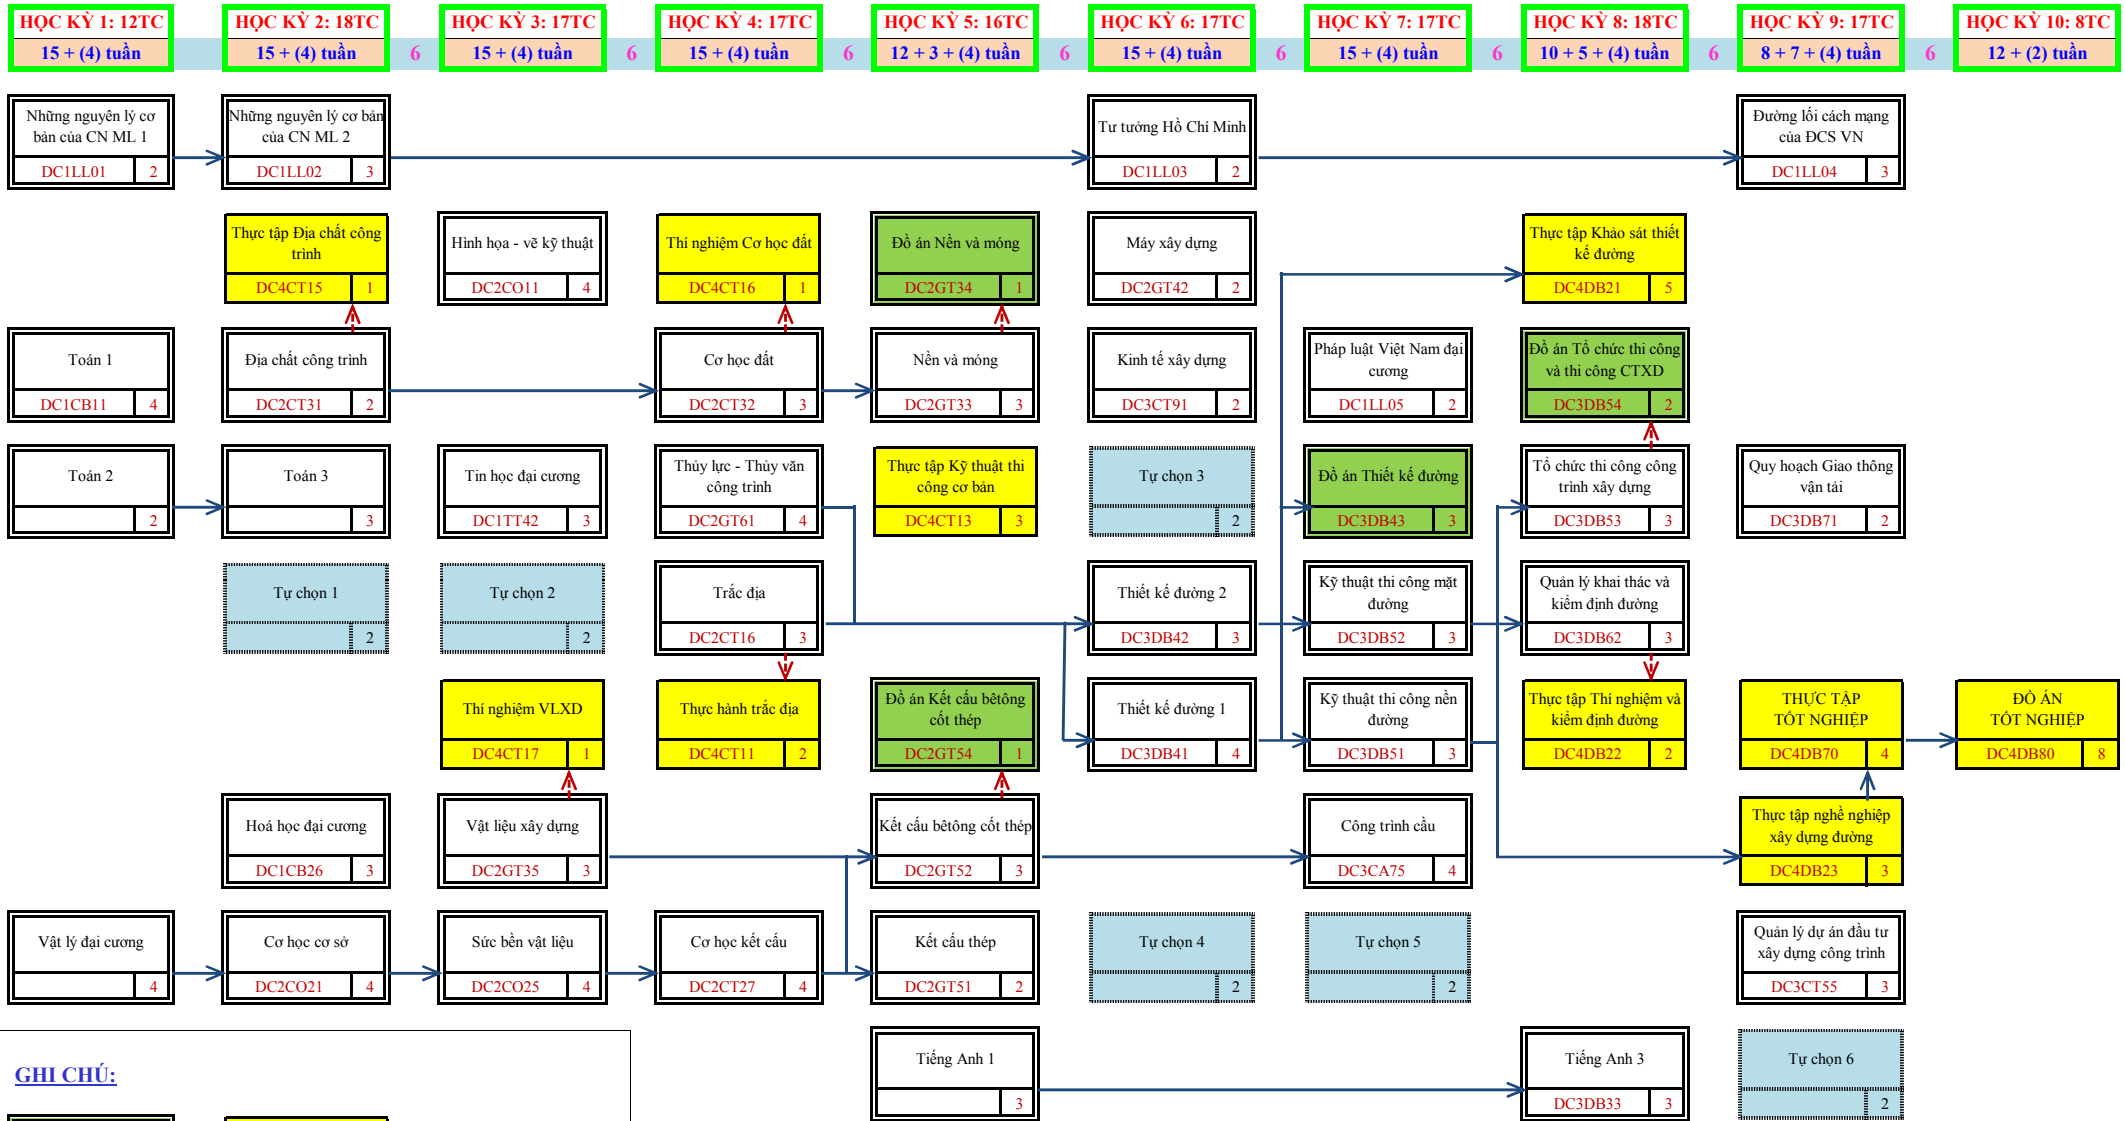 HỌC KỲ 1: 12TC
15 + (4) tuần
HỌC KỲ 2: 18TC
15 + (4) tuần
6
HỌC KỲ 3: 17TC
15 + (4) tuần
6
HỌC KỲ 4: 17TC
15 + (4) tuần
6
HỌC KỲ 5: 16TC
12 + 3 + (4) tuần
6
HỌC KỲ 6: 17TC
15 + (4) tuần
6
HỌC KỲ 7: 17TC
15 + (4) tuần
6
HỌC KỲ 8: 18TC
10 + 5 + (4) tuần
6
HỌC KỲ 9: 17TC
8 + 7 + (4) tuần
6
HỌC KỲ 10: 8TC
12 + (2) tuần
Những nguyên lý cơ
bản của CN ML 1
DC1LL01 2
Những nguyên lý cơ bản
của CN ML 2
DC1LL02 3
Tư tưởng Hồ Chí Minh
DC1LL03 2
Đường lối cách mạng
của ĐCS VN
DC1LL04 3
Thực tập Địa chất công
trình
DC4CT15 1
Hình họa - vẽ kỹ thuật
DC2CO11 4
Thí nghiệm Cơ học đất
DC4CT16 1
Đồ án Nền và móng
DC2GT34 1
Máy xây dựng
DC2GT42 2
Thực tập Khảo sát thiết
kế đường
DC4DB21 5
Toán 1
DC1CB11 4
Địa chất công trình
DC2CT31 2
Cơ học đất
DC2CT32 3
Nền và móng
DC2GT33 3
Kinh tế xây dựng
DC3CT91 2
Pháp luật Việt Nam đại
cương
DC1LL05 2
Đồ án Tổ chức thi công
và thi công CTXD
DC3DB54 2
Toán 2
2
Toán 3
3
Tin học đại cương
DC1TT42 3
Thủy lực - Thủy văn
công trình
DC2GT61 4
Thực tập Kỹ thuật thi
công cơ bản
DC4CT13 3
Tự chọn 3
2
Đồ án Thiết kế đường
DC3DB43 3
Tổ chức thi công công
trình xây dựng
DC3DB53 3
Quy hoạch Giao thông
vận tải
DC3DB71 2
Tự chọn 1
2
Tự chọn 2
2
Trắc địa
DC2CT16 3
Thiết kế đường 2
DC3DB42 3
Kỹ thuật thi công mặt
đường
DC3DB52 3
Quản lý khai thác và
kiểm định đường
DC3DB62 3
Thí nghiệm VLXD
DC4CT17 1
Thực hành trắc địa
DC4CT11 2
Đồ án Kết cấu bêtông
cốt thép
DC2GT54 1
Thiết kế đường 1
DC3DB41 4
Kỹ thuật thi công nền
đường
DC3DB51 3
Thực tập Thí nghiệm và
kiểm định đường
DC4DB22 2
THỰC TẬP
TỐT NGHIỆP
DC4DB70 4
ĐỒ ÁN
TỐT NGHIỆP
DC4DB80 8
Hoá học đại cương
DC1CB26 3
Vật liệu xây dựng
DC2GT35 3
Kết cấu bêtông cốt thép
DC2GT52 3
Công trình cầu
DC3CA75 4
Thực tập nghề nghiệp
xây dựng đường
DC4DB23 3
Vật lý đại cương
4
Cơ học cơ sở
DC2CO21 4
Sức bền vật liệu
DC2CO25 4
Cơ học kết cấu
DC2CT27 4
Kết cấu thép
DC2GT51 2
Tự chọn 4
2
Tự chọn 5
2
Quản lý dự án đầu tư
xây dựng công trình
DC3CT55 3
Tiếng Anh 1
3
Tiếng Anh 3
DC3DB33 3
Tự chọn 6
2
GHI CHÚ: